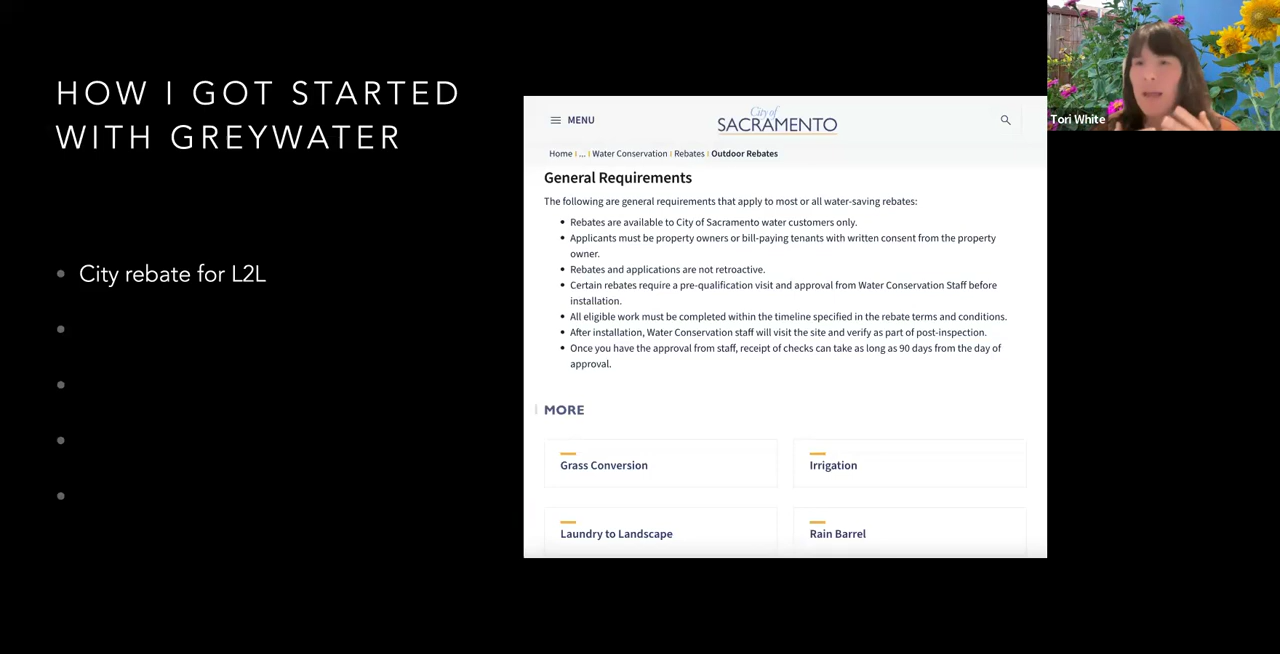 HOW I GOT STARTED
WITH GREYWATER
City rebate for L2L
MENU
City of
SACRAMENTO
Home | ... | Water Conservation | Rebates | Outdoor Rebates
General Requirements
The following are general requirements that apply to most or all water-saving rebates:
Rebates are available to City of Sacramento water customers only.
Applicants must be property owners or bill-paying tenants with written consent from the property
owner.
Rebates and applications are not retroactive.
Certain rebates require a pre-qualification visit and approval from Water Conservation Staff before
installation.
All eligible work must be completed within the timeline specified in the rebate terms and conditions.
After installation, Water Conservation staff will visit the site and verify as part of post-inspection.
Once you have the approval from staff, receipt of checks can take as long as 90 days from the day of
approval.
MORE
Grass Conversion
Irrigation
Laundry to Landscape
Rain Barrel
Tori White